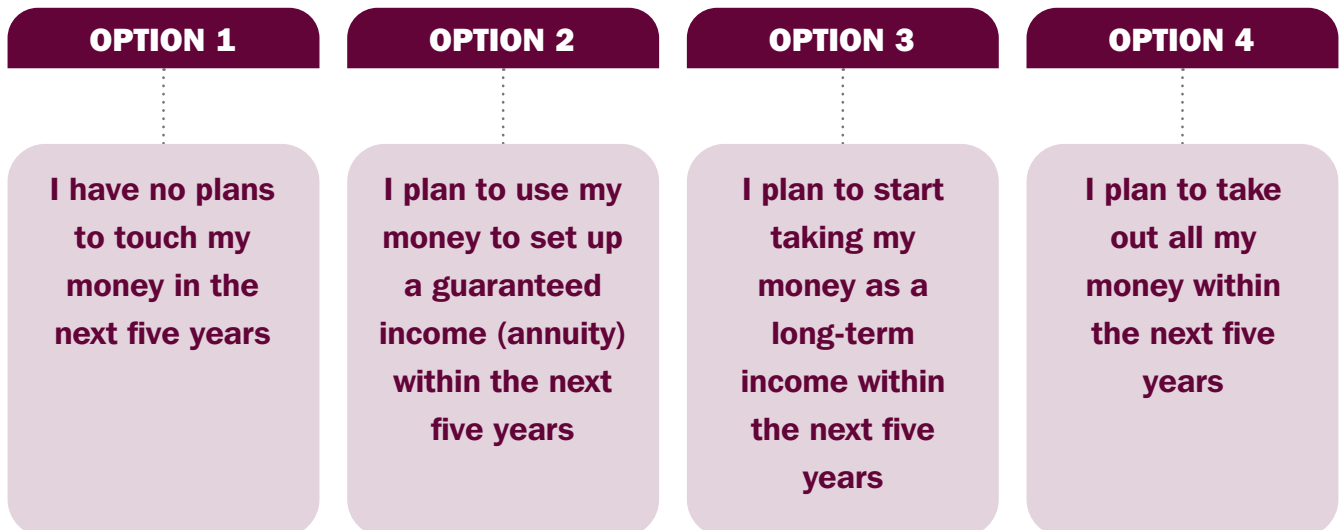 OPTION 1
I have no plans
to touch my
money in the
next five years
OPTION 2
I plan to use my
money to set up
a guaranteed
income (annuity)
within the next
five years
OPTION 3
I plan to start
taking my
money as a
long-term
income within
the next five
years
OPTION 4
I plan to take
out all my
money within
the next five
years